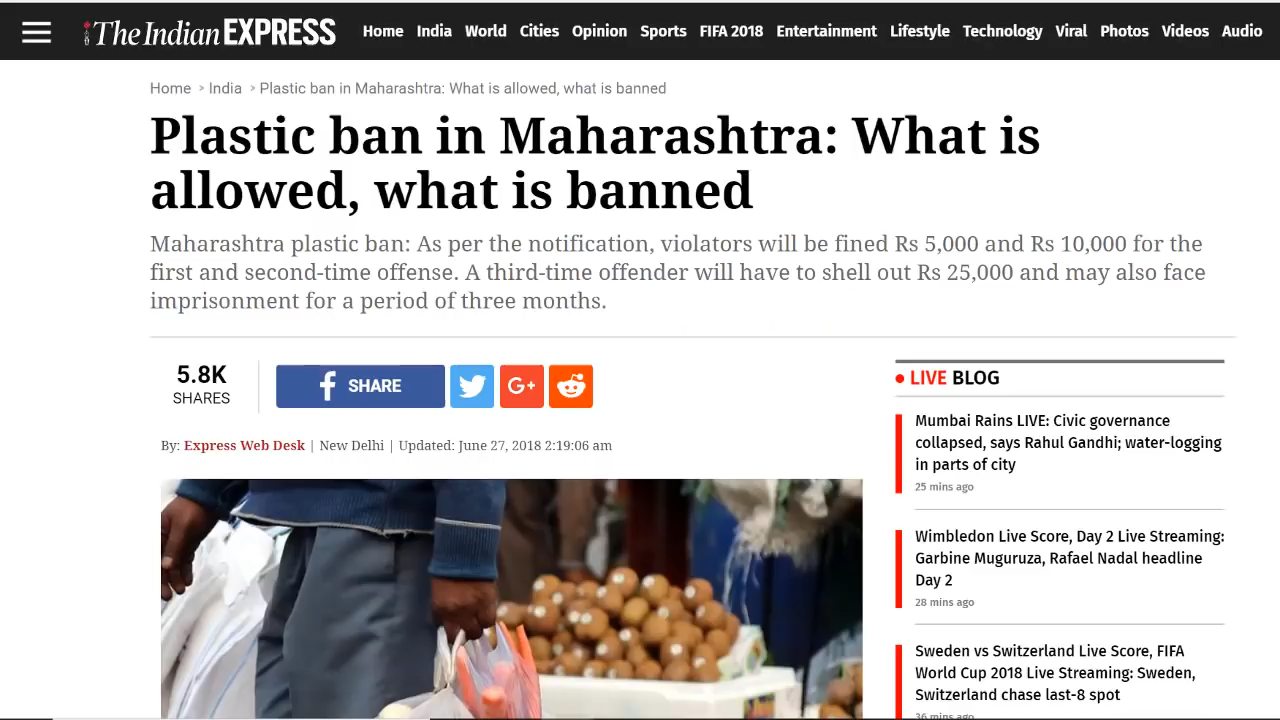 The Indian EXPRESS Home India World Cities Opinion Sports FIFA 2018 Entertainment Lifestyle Technology Viral Photos Videos Audio
Home > India > Plastic ban in Maharashtra: What is allowed, what is banned
Plastic ban in Maharashtra: What is
allowed, what is banned
Maharashtra plastic ban: As per the notification, violators will be fined Rs 5,000 and Rs 10,000 for the
first and second-time offense. A third-time offender will have to shell out Rs 25,000 and may also face
imprisonment for a period of three months.
5.8K
SHARES
f SHARE
G+
By: Express Web Desk | New Delhi | Updated: June 27, 2018 2:19:06 am
LIVE BLOG
Mumbai Rains LIVE: Civic governance
collapsed, says Rahul Gandhi; water-logging
in parts of city
25 mins ago
Wimbledon Live Score, Day 2 Live Streaming:
Garbine Muguruza, Rafael Nadal headline
Day 2
28 mins ago
Sweden vs Switzerland Live Score, FIFA
World Cup 2018 Live Streaming: Sweden,
Switzerland chase last-8 spot
36 mins ago